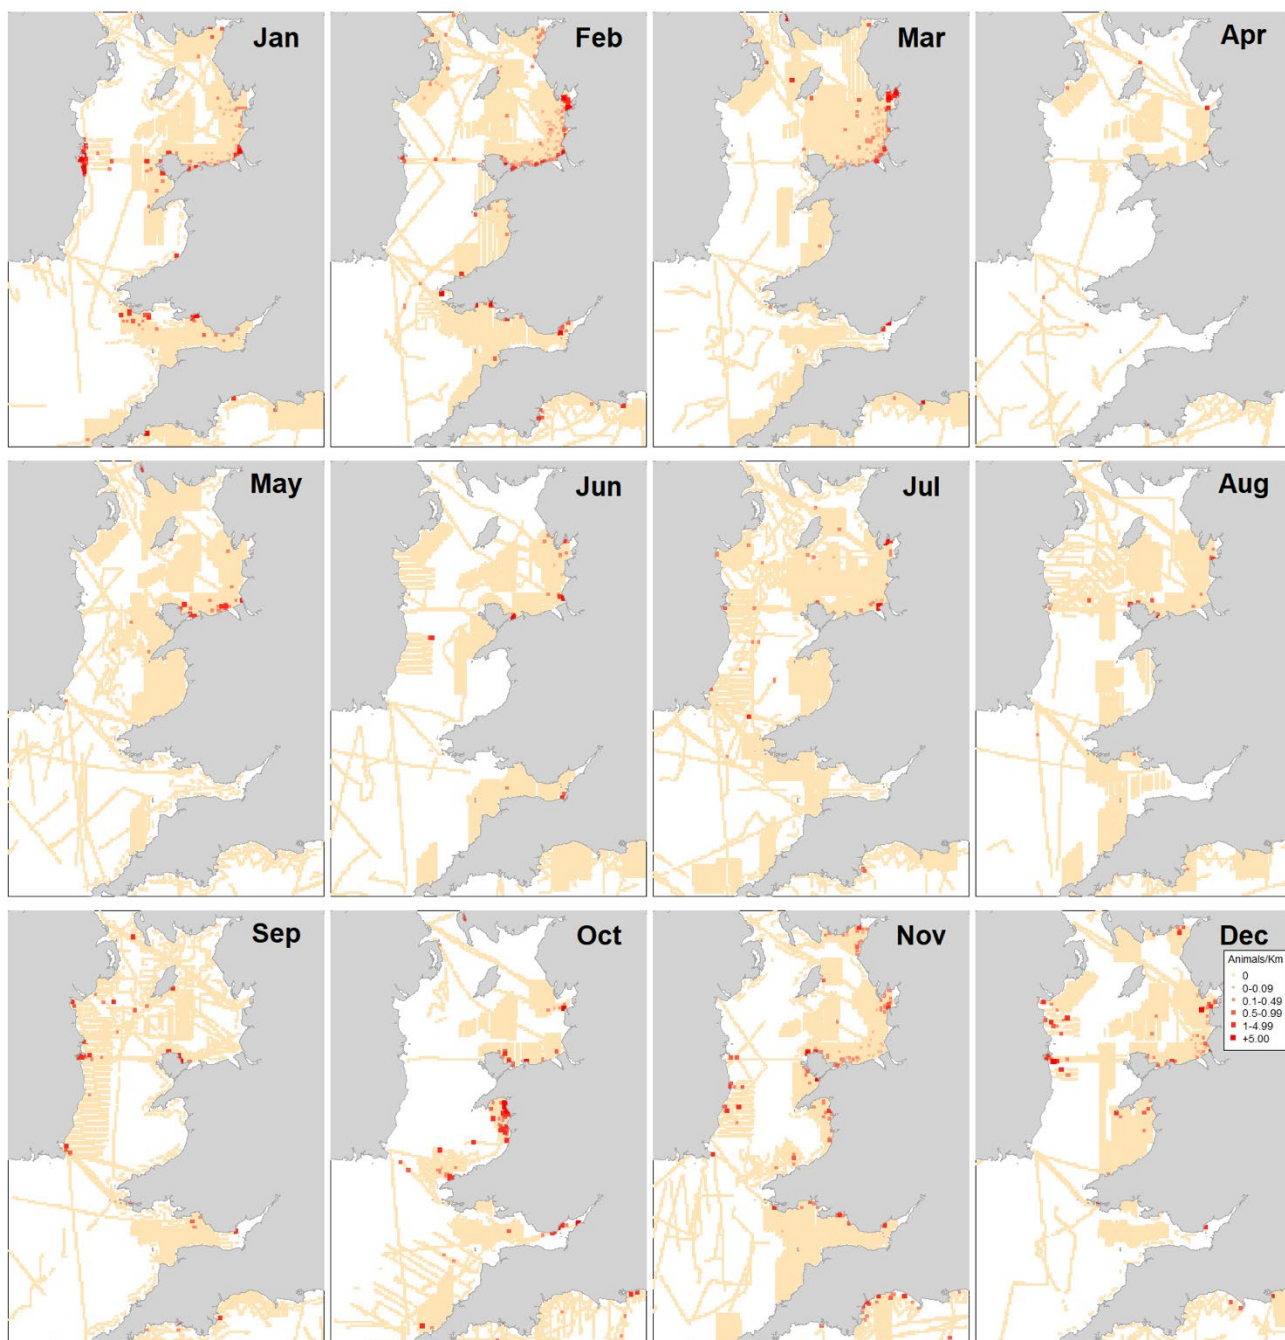 Jan
Feb
Mar
Apr
May
Jun
Jul
Aug
Sep
Oct
Nov
Dec
Animals/Km
0
0-0.09
0.1-0.49
0.5-0.99
1-4.99
+5.00